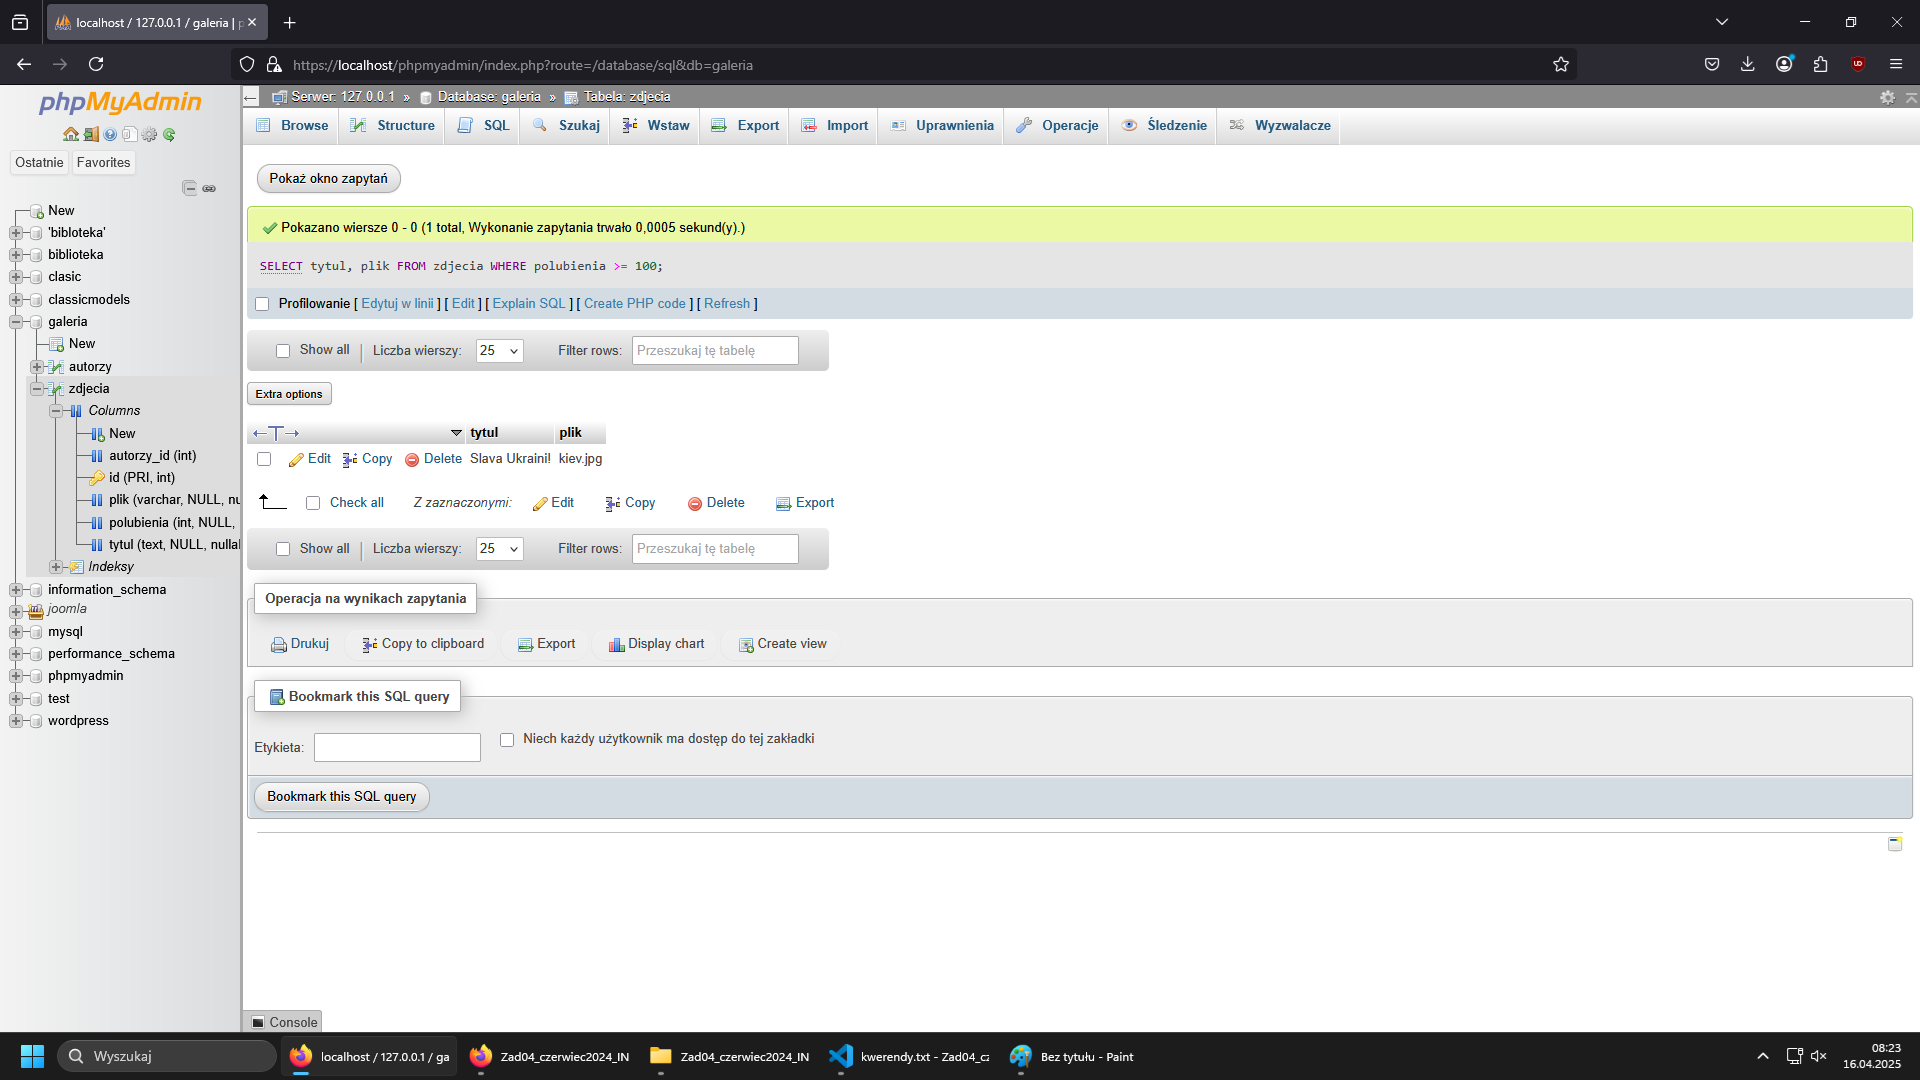 localhost / 127.0.0.1 / galeria | p
https://localhost/phpmyadmin/index.php?route=/database/sql&db=galeria
phpMyAdmin
Ostatnie Favorites
New
'bibloteka'
biblioteka
clasic
classicmodels
galeria
New
autorzy
zdjecia
Columns
New
autorzy_id (int)
id (PRI, int)
plik (varchar, NULL, nu
polubienia (int, NULL,
tytul (text, NULL, nullal
Indeksy
information_schema
joomla
mysql
performance_schema
phpmyadmin
test
wordpress
Serwer: 127.0.0.1 » Database: galeria » Tabela: zdjecia
Browse Structure SQL Szukaj Wstaw Export Import Uprawnienia Operacje Śledzenie Wyzwalacze
Pokaż okno zapytań
Pokazano wiersze 0 - 0 (1 total, Wykonanie zapytania trwało 0,0005 sekund(y).)
SELECT tytul, plik FROM zdjecia WHERE polubienia >= 100;
Profilowanie [ Edytuj w linii ] [ Edit ] [ Explain SQL ] [ Create PHP code ] [ Refresh ]
Show all | Liczba wierszy: 25 Filter rows: Przeszukaj tę tabelę
Extra options
←T→ tytul plik
Edit Copy Delete Slava Ukraini! kiev.jpg
Check all Z zaznaczonymi: Edit Copy Delete Export
Show all | Liczba wierszy: 25 Filter rows: Przeszukaj tę tabelę
Operacja na wynikach zapytania
Drukuj Copy to clipboard Export Display chart Create view
Bookmark this SQL query
Etykieta: Niech każdy użytkownik ma dostęp do tej zakładki
Bookmark this SQL query
Console
Wyszukaj
localhost / 127.0.0.1 / ga
Zad04_czerwiec2024_IN
Zad04_czerwiec2024_IN
kwerendy.txt - Zad04_cz
Bez tytułu - Paint
08:23
16.04.2025